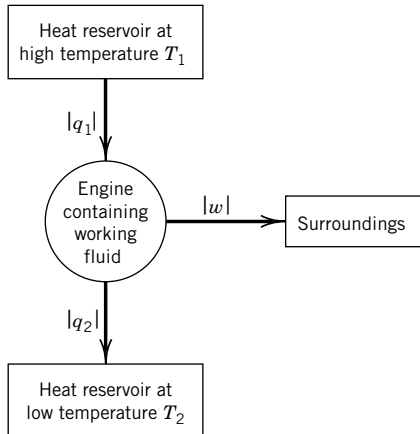 Heat reservoir at
high temperature T₁
|q₁|
Engine
containing
working
fluid
|w|
Surroundings
|q₂|
Heat reservoir at
low temperature T₂